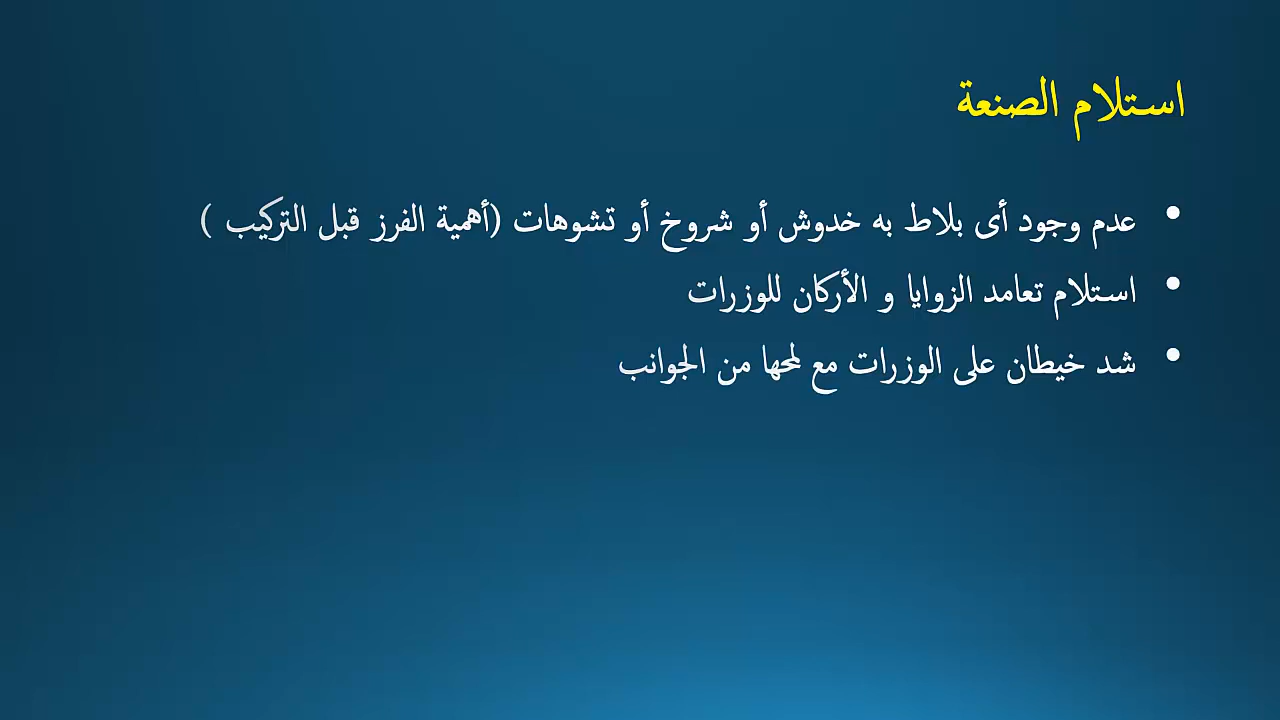 استلام الصنعة
• عدم وجود أى بلاط به خدوش أو شروخ أو تشوهات (أهمية الفرز قبل التركيب )
• استلام تعامد الزوايا و الأركان للوزرات
• شد خيطان على الوزرات مع لمحها من الجوانب